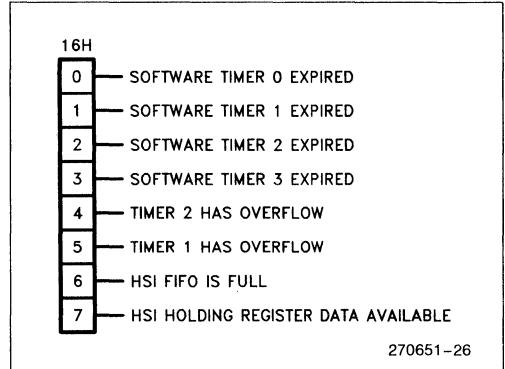 16H
0 SOFTWARE TIMER 0 EXPIRED
1 SOFTWARE TIMER 1 EXPIRED
2 SOFTWARE TIMER 2 EXPIRED
3 SOFTWARE TIMER 3 EXPIRED
4 TIMER 2 HAS OVERFLOW
5 TIMER 1 HAS OVERFLOW
6 HSI FIFO IS FULL
7 HSI HOLDING REGISTER DATA AVAILABLE
270651-26